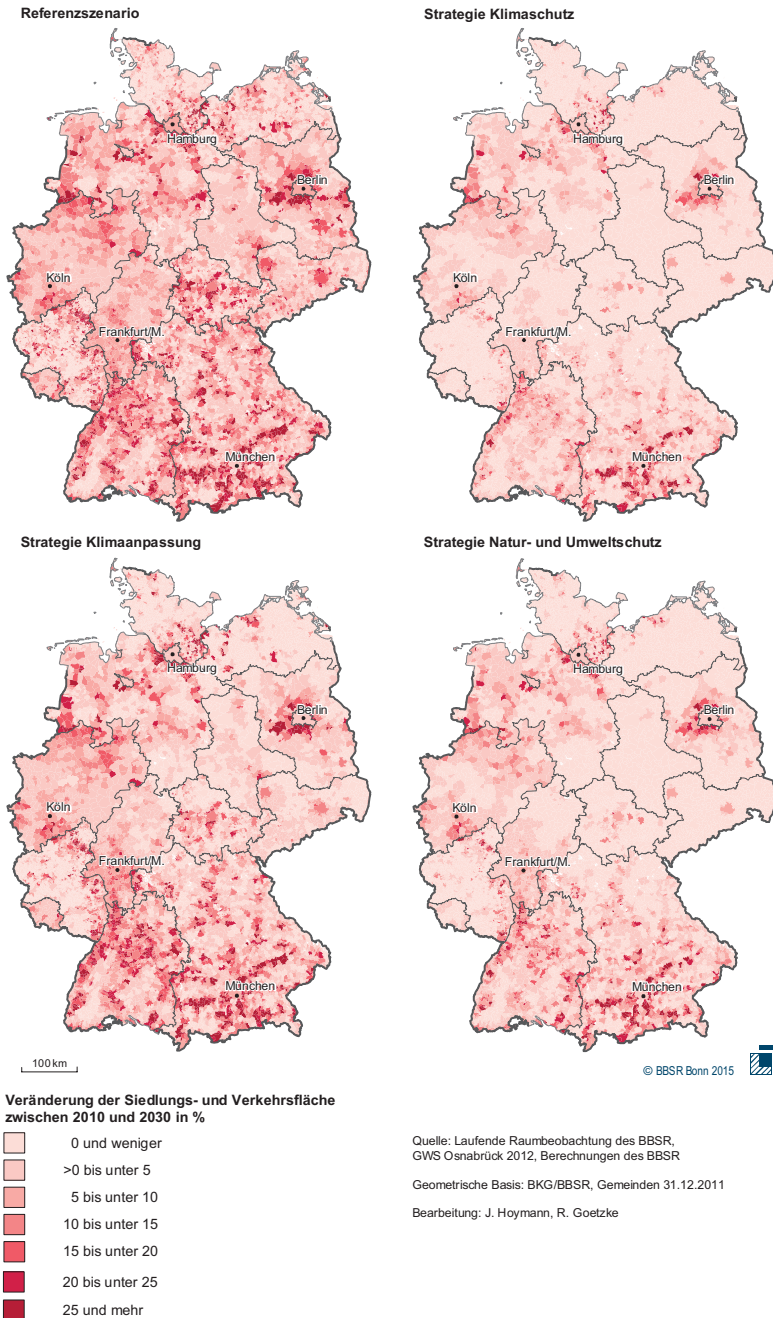 Referenzszenario
Strategie Klimaschutz
Hamburg
Berlin
Köln
Frankfurt/M.
München
Hamburg
Berlin
Köln
Frankfurt/M.
München
Strategie Klimaanpassung
Strategie Natur- und Umweltschutz
Hamburg
Berlin
Köln
Frankfurt/M.
München
Hamburg
Berlin
Köln
Frankfurt/M.
München
100 km
© BBSR Bonn 2015
Veränderung der Siedlungs- und Verkehrsfläche
zwischen 2010 und 2030 in %
0 und weniger
>0 bis unter 5
5 bis unter 10
10 bis unter 15
15 bis unter 20
20 bis unter 25
25 und mehr
Quelle: Laufende Raumbeobachtung des BBSR,
GWS Osnabrück 2012, Berechnungen des BBSR
Geometrische Basis: BKG/BBSR, Gemeinden 31.12.2011
Bearbeitung: J. Hoymann, R. Goetzke